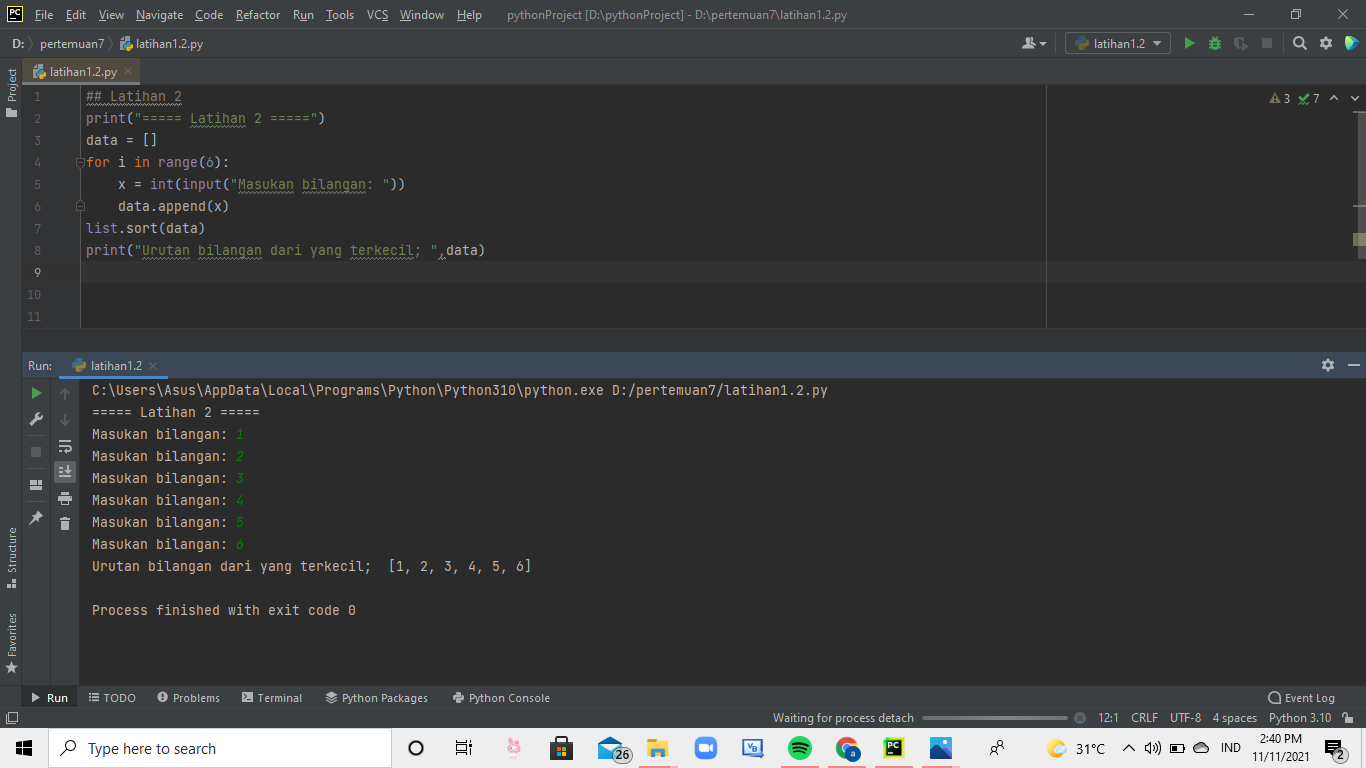 PC File Edit View Navigate Code Refactor Run Tools VCS Window Help pythonProject [D:\pythonProject] - D:\pertemuan7\latihan1.2.py
D: pertemuan7 latihan1.2.py latihan1.2
Project
latihan1.2.py
1 ## Latihan 2
3 7
2 print("===== Latihan 2 =====")
3 data = []
4 for i in range(6):
5 x = int(input("Masukan bilangan: "))
6 data.append(x)
7 list.sort(data)
8 print("Urutan bilangan dari yang terkecil; ",data)
9
10
11
Run: latihan1.2
C:\Users\Asus\AppData\Local\Programs\Python\Python310\python.exe D:/pertemuan7/latihan1.2.py
===== Latihan 2 =====
Masukan bilangan: 1
Masukan bilangan: 2
Masukan bilangan: 3
Masukan bilangan: 4
Masukan bilangan: 5
Masukan bilangan: 6
Urutan bilangan dari yang terkecil;  [1, 2, 3, 4, 5, 6]
Process finished with exit code 0
Structure
Favorites
Run TODO Problems Terminal Python Packages Python Console Event Log
Waiting for process detach 12:1 CRLF UTF-8 4 spaces Python 3.10
Type here to search 26 VB a PC 31°C IND 2:40 PM
11/11/2021 2